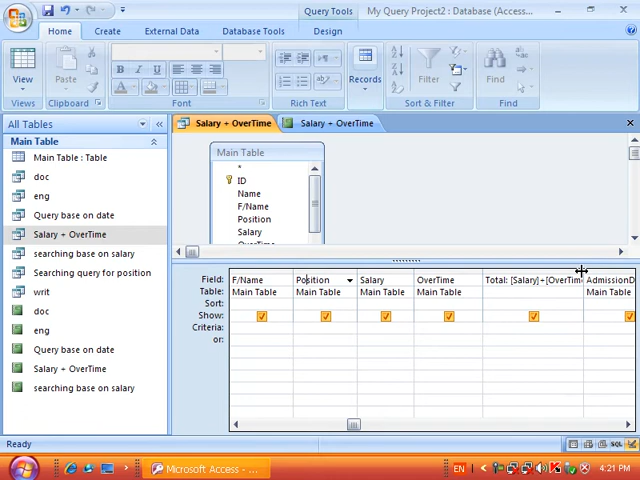 Query Tools
My Query Project2 : Database (Access...
Home
Create
External Data
Database Tools
Design
View
Paste
B I U
Records
Filter
Find
Views
Clipboard
Font
Rich Text
Sort & Filter
Find
All Tables
Main Table
Main Table : Table
doc
eng
Query base on date
Salary + OverTime
searching base on salary
Searching query for position
writ
doc
eng
Query base on date
Salary + OverTime
searching base on salary
Salary + OverTime
Salary + OverTime
Main Table
*
ID
Name
F/Name
Position
Salary
OverTime
Field: F/Name Position Salary OverTime Total: [Salary]+[OverTime AdmissionD
Table: Main Table Main Table Main Table Main Table Main Table
Sort:
Show:
Criteria:
or:
Ready
SQL
start
Microsoft Access - ...
EN
4:21 PM